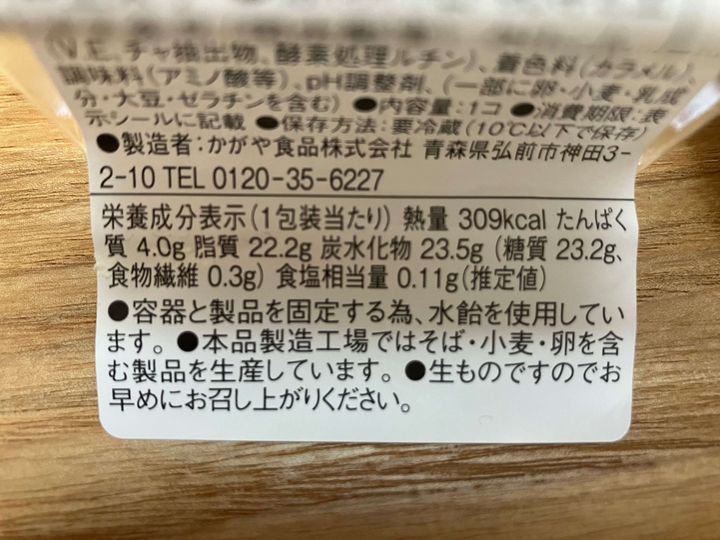 (V.E、チャ抽出物、酵素処理ルチン)、着色料(カラメル)、
調味料(アミノ酸等)、pH調整剤、(一部に卵・小麦・乳成
分・大豆・ゼラチンを含む) ●内容量:1コ ●消費期限:表
示シールに記載 ●保存方法:要冷蔵(10℃以下で保存)
●製造者:かがや食品株式会社 青森県弘前市神田3-
2-10 TEL 0120-35-6227
栄養成分表示(1包装当たり) 熱量 309kcal たんぱく
質 4.0g 脂質 22.2g 炭水化物 23.5g (糖質 23.2g、
食物繊維 0.3g) 食塩相当量 0.11g(推定値)
●容器と製品を固定する為、水飴を使用してい
ます。 ●本品製造工場ではそば・小麦・卵を含
む製品を生産しています。 ●生ものですのでお
早めにお召し上がりください。